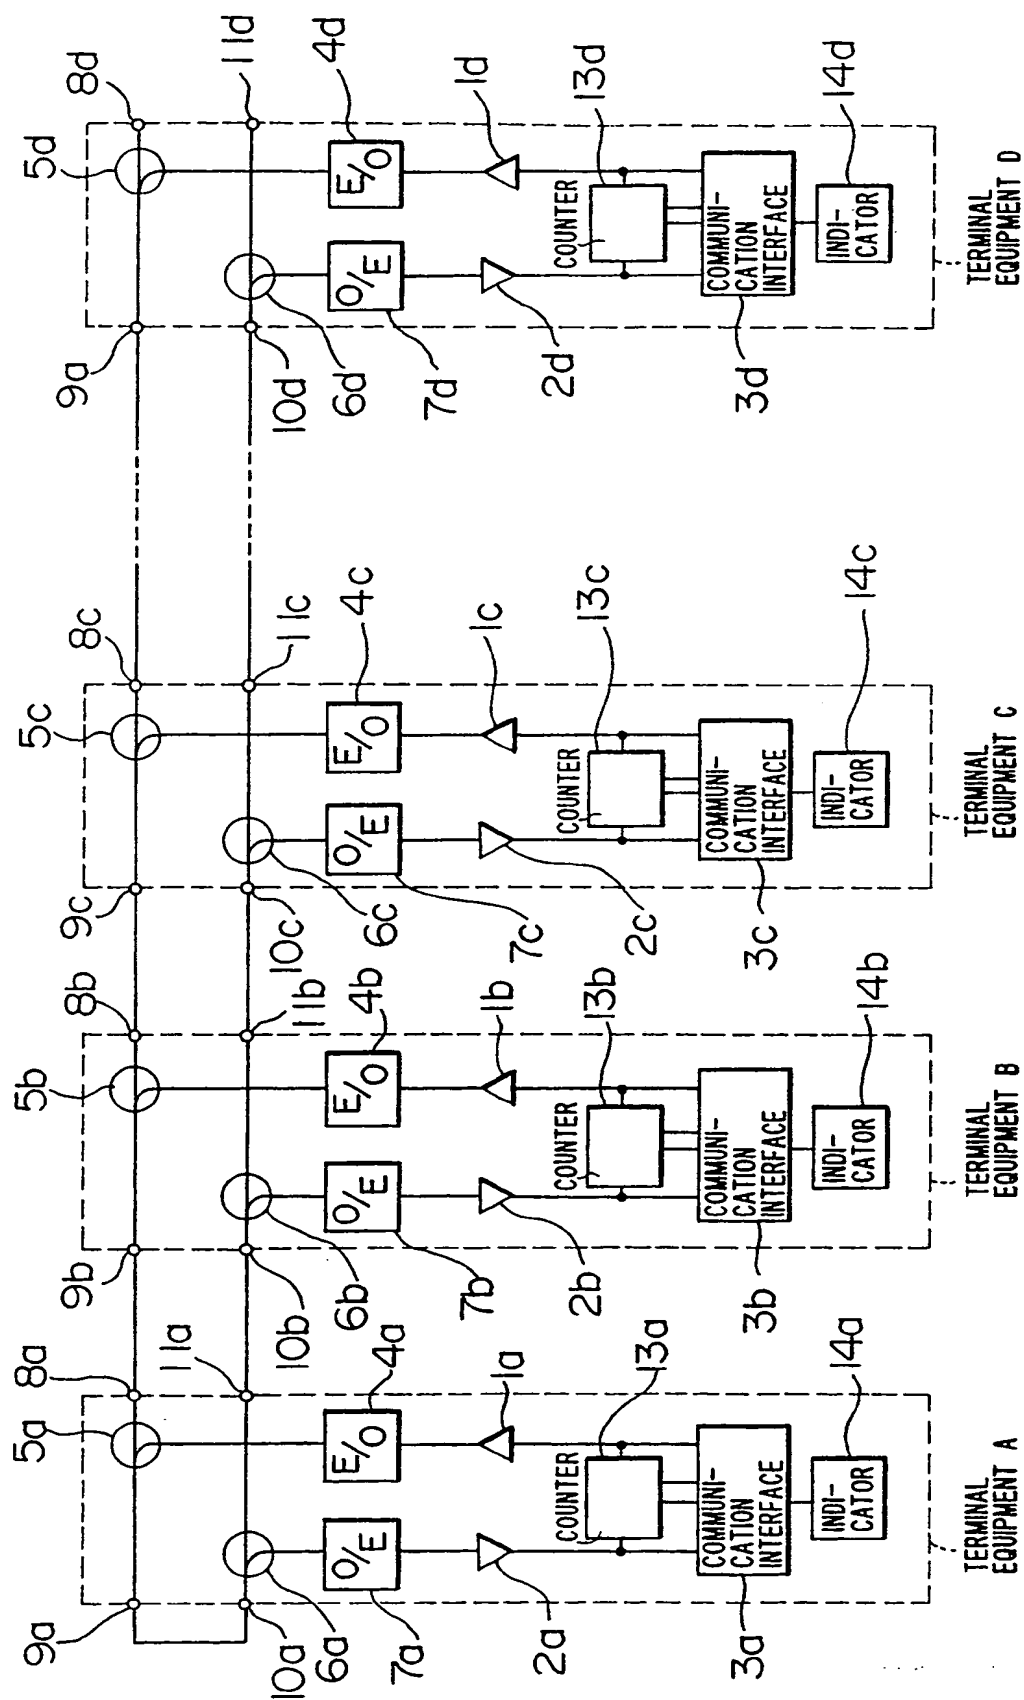 9a
5a
8a
9b
5b
8b
9c
5c
8c
9a
5d
8d
11a
11b
11c
11d
10a
6a
4a
10b
6b
4b
10c
6c
4c
10d
6d
4d
O/E
E/O
O/E
E/O
O/E
E/O
O/E
E/O
7a
1a
7b
1b
7c
1c
7d
1d
2a
COUNTER
13a
2b
COUNTER
13b
2c
COUNTER
13c
2d
COUNTER
13d
COMMUNI-
CATION
INTERFACE
COMMUNI-
CATION
INTERFACE
COMMUNI-
CATION
INTERFACE
COMMUNI-
CATION
INTERFACE
3a
3b
3c
3d
INDI-
CATOR
14a
INDI-
CATOR
14b
INDI-
CATOR
14c
INDI-
CATOR
14d
TERMINAL
EQUIPMENT A
TERMINAL
EQUIPMENT B
TERMINAL
EQUIPMENT C
TERMINAL
EQUIPMENT D